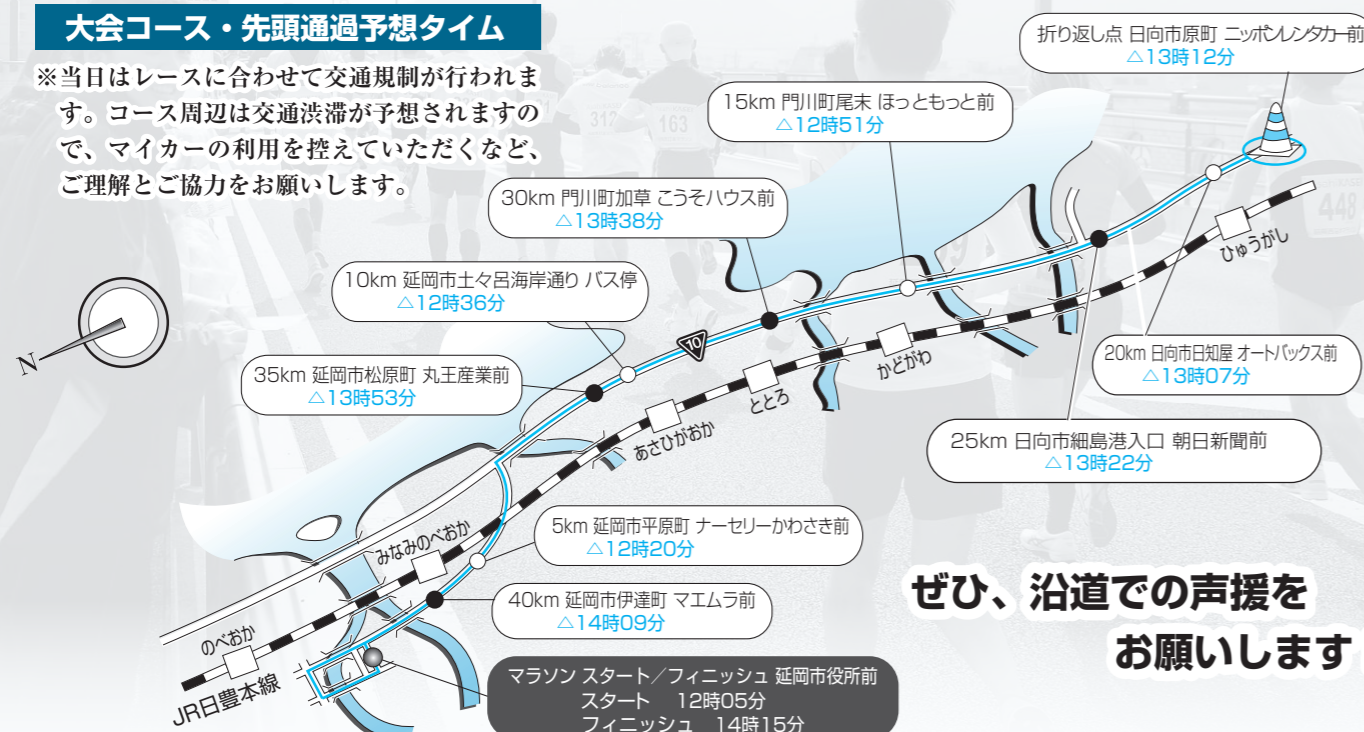 大会コース・先頭通過予想タイム
※当日はレースに合わせて交通規制が行われま
す。コース周辺は交通渋滞が予想されますの
で、マイカーの利用を控えていただくなど、
ご理解とご協力をお願いします。
折り返し点 日向市原町 ニッポンレンタカー前
△13時12分
15km 門川町尾末 ほっともっと前
△12時51分
30km 門川町加草 こうそハウス前
△13時38分
10km 延岡市土々呂海岸通り バス停
△12時36分
35km 延岡市松原町 丸王産業前
△13時53分
20km 日向市日知屋 オートバックス前
△13時07分
25km 日向市細島港入口 朝日新聞前
△13時22分
5km 延岡市平原町 ナーセリーかわさき前
△12時20分
40km 延岡市伊達町 マエムラ前
△14時09分
マラソン スタート／フィニッシュ 延岡市役所前
スタート 12時05分
フィニッシュ 14時15分
N
10
ひゅうがし
かどがわ
ととろ
あさひがおか
みなみのべおか
のべおか
JR日豊本線
ぜひ、沿道での声援を
お願いします
312
163
448